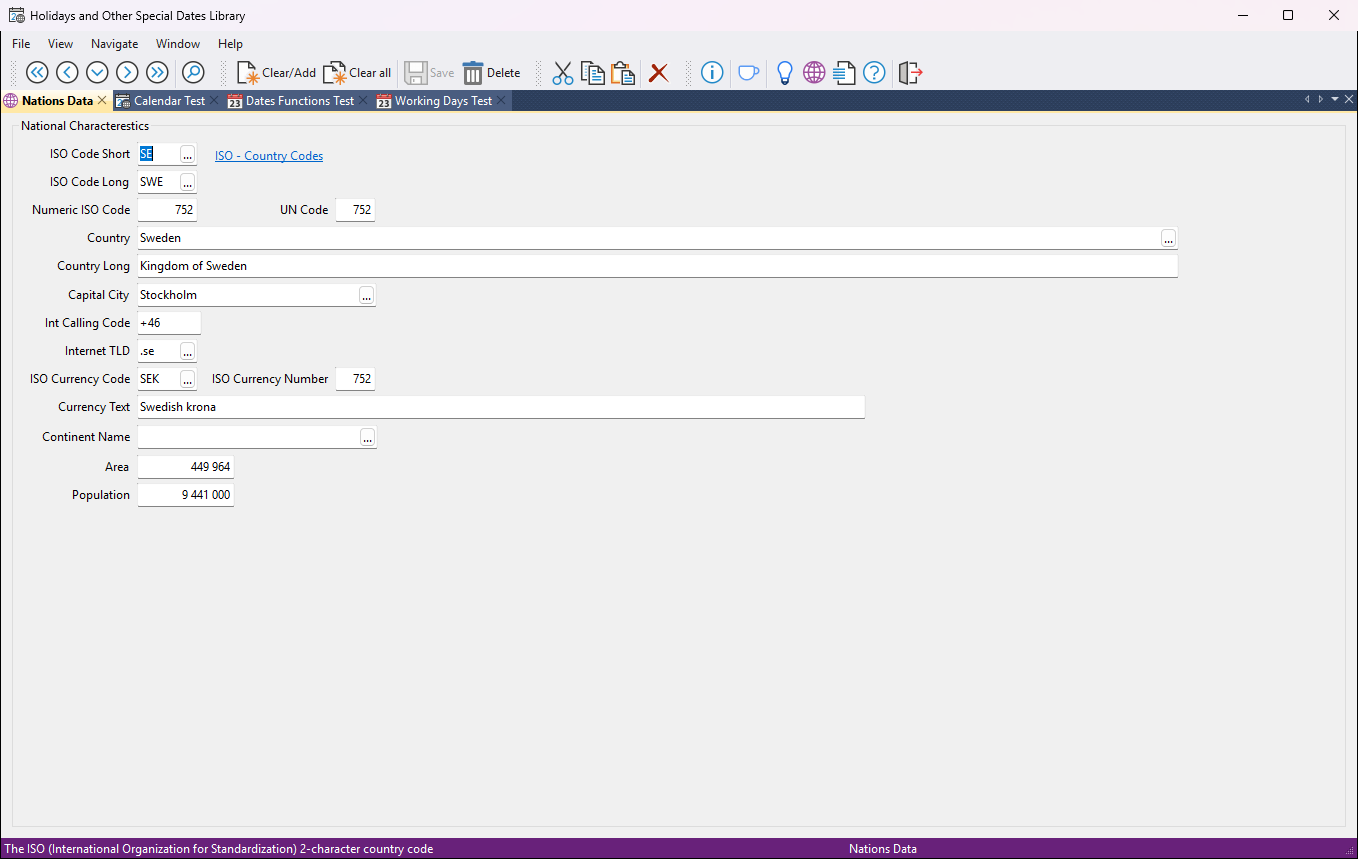 Holidays and Other Special Dates Library
File View Navigate Window Help
Clear/Add Clear all Save Delete
Nations Data Calendar Test 23 Dates Functions Test 23 Working Days Test
National Characterestics
ISO Code Short SE ... ISO - Country Codes
ISO Code Long SWE ...
Numeric ISO Code 752 UN Code 752
Country Sweden ...
Country Long Kingdom of Sweden
Capital City Stockholm ...
Int Calling Code +46
Internet TLD .se ...
ISO Currency Code SEK ... ISO Currency Number 752
Currency Text Swedish krona
Continent Name ...
Area 449 964
Population 9 441 000
The ISO (International Organization for Standardization) 2-character country code Nations Data